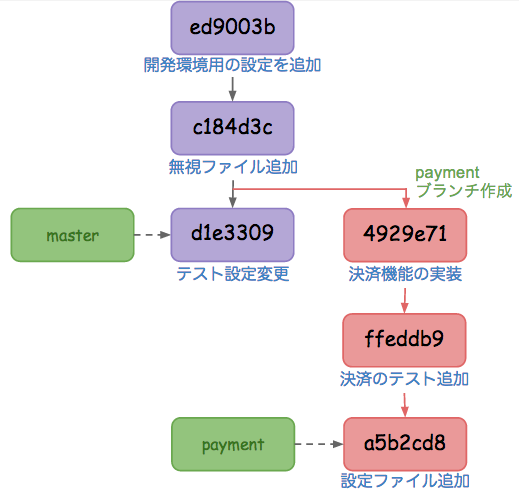 ed9003b
開発環境用の設定を追加
c184d3c
無視ファイル追加
payment
ブランチ作成
master
d1e3309
テスト設定変更
4929e71
決済機能の実装
ffeddb9
決済のテスト追加
payment
a5b2cd8
設定ファイル追加